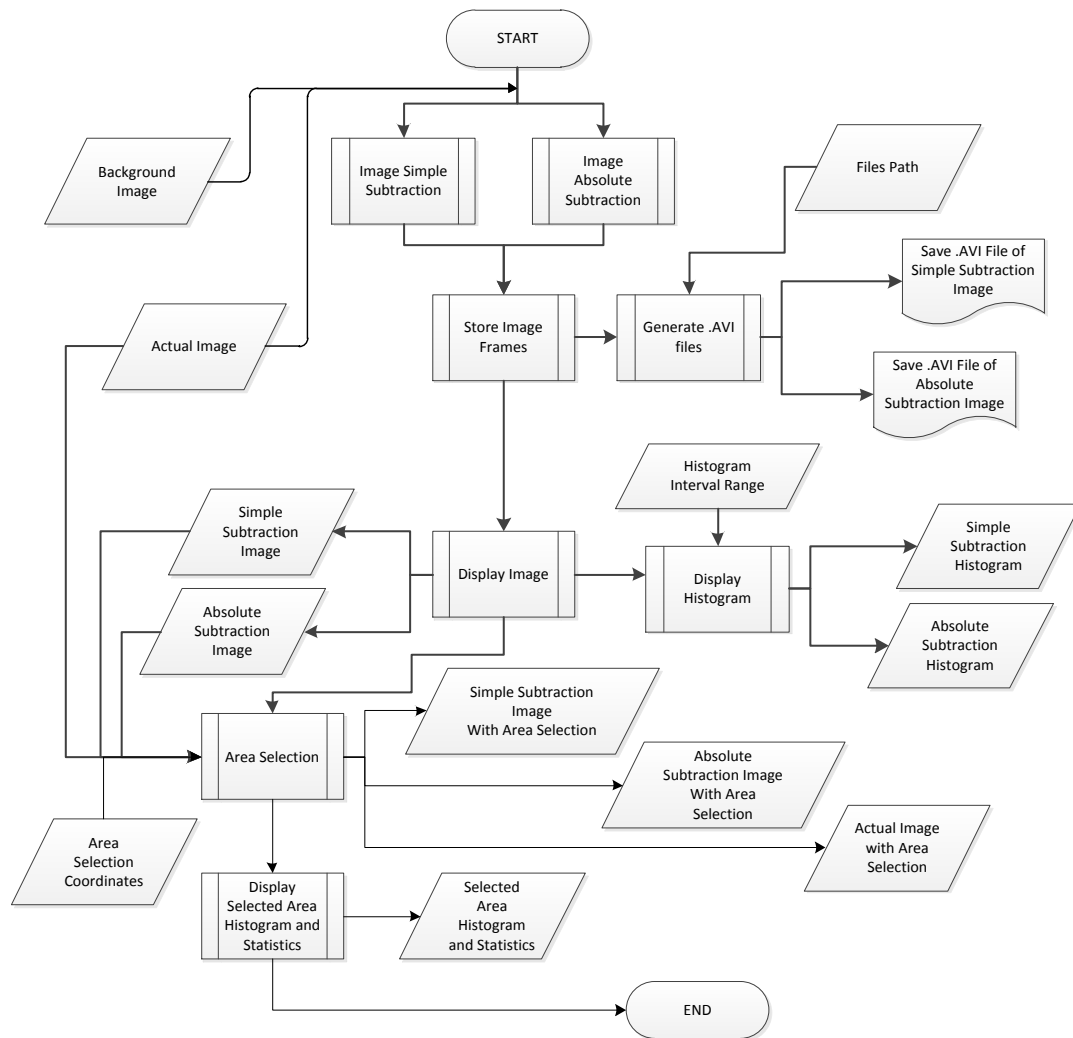 START
Background
Image
Image Simple
Subtraction
Image
Absolute
Subtraction
Files Path
Save .AVI File of
Simple Subtraction
Image
Actual Image
Store Image
Frames
Generate .AVI
files
Save .AVI File of
Absolute
Subtraction Image
Histogram
Interval Range
Simple
Subtraction
Image
Display Image
Display
Histogram
Simple
Subtraction
Histogram
Absolute
Subtraction
Image
Absolute
Subtraction
Histogram
Simple Subtraction
Image
With Area Selection
Area Selection
Absolute
Subtraction Image
With Area
Selection
Area
Selection
Coordinates
Actual Image
with Area
Selection
Display
Selected Area
Histogram and
Statistics
Selected
Area
Histogram
and Statistics
END